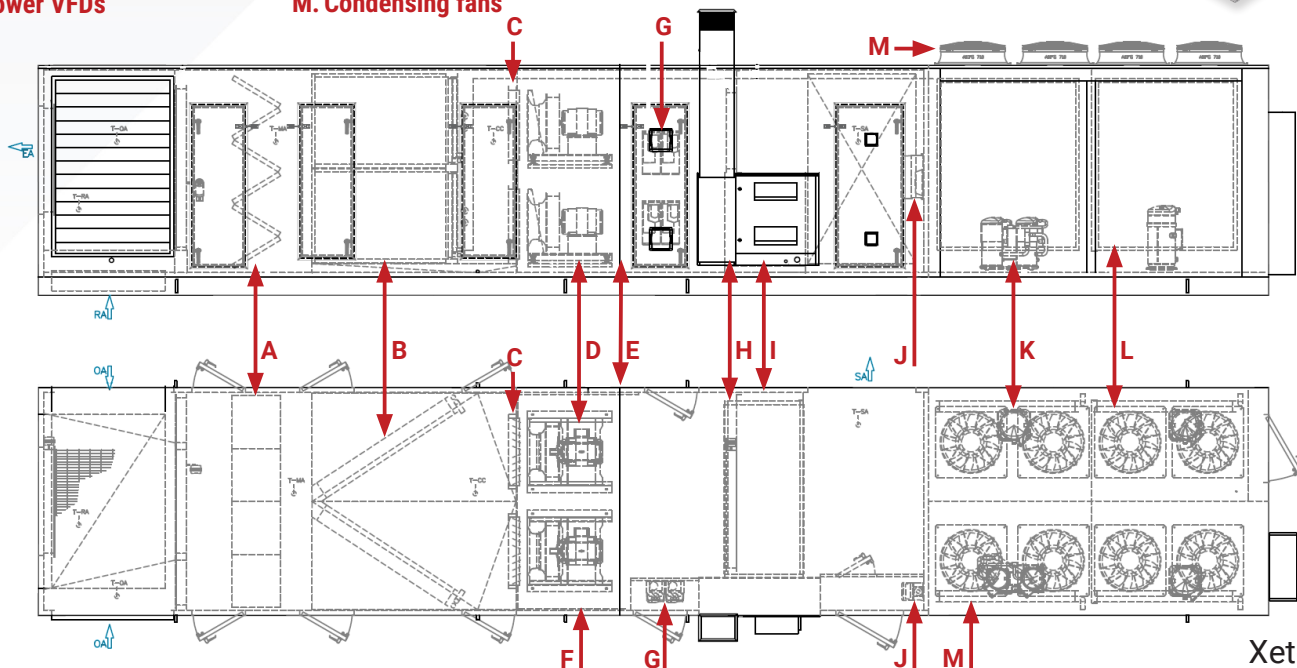 ower VFDs
M. Condensing fans
C
G
M
T-OA
T-MA
T-CC
T-SA
EA
T-RA
RA
A
B
C
D
E
H
I
J
K
L
OA
SA
T-SA
T-MA
T-CC
T-RA
T-OA
OA
F
G
J
M
Xet